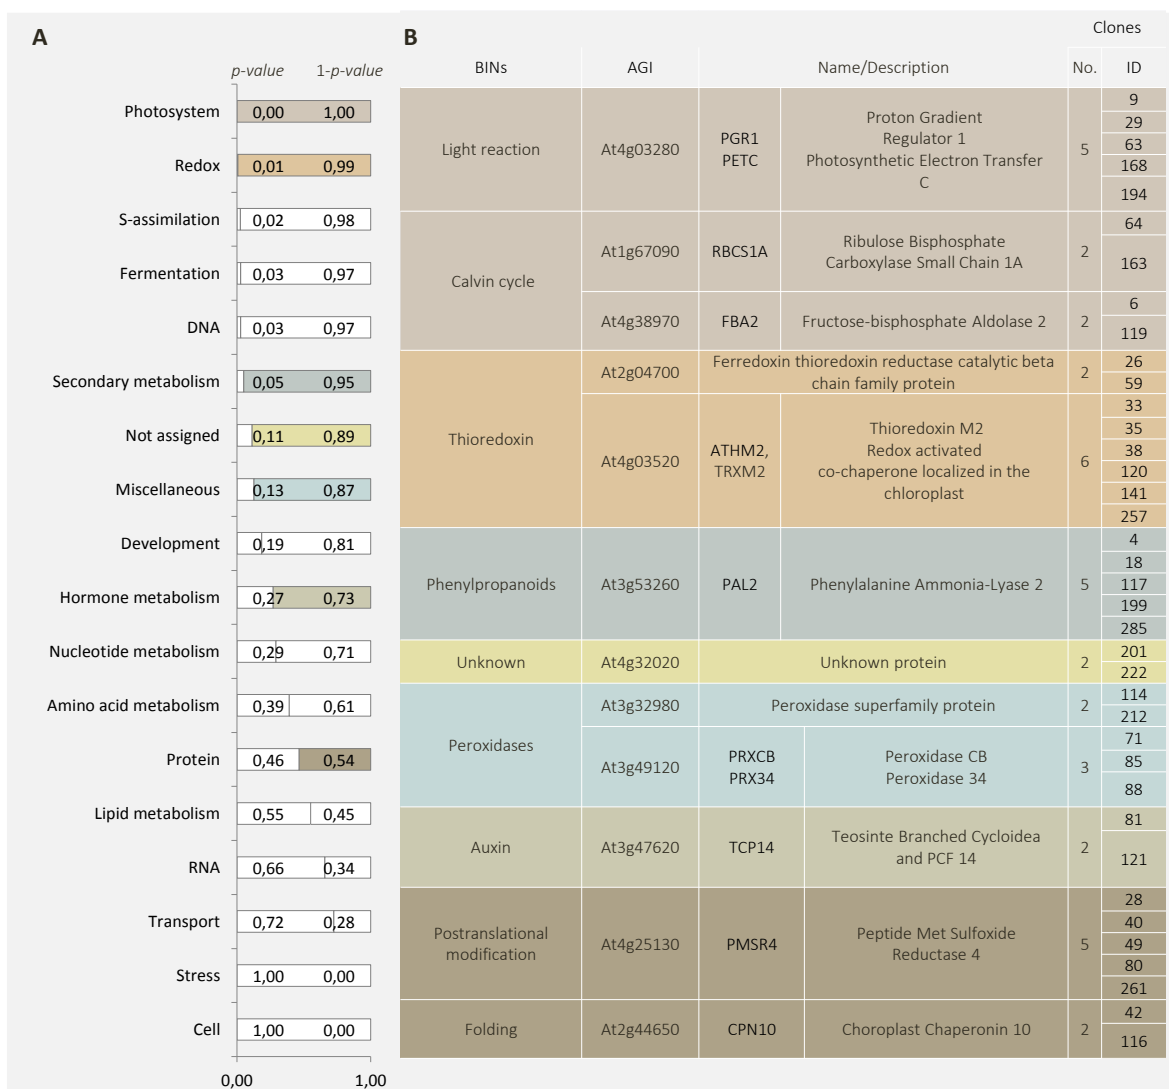 A
p-value 1-p-value
Photosystem 0,00 1,00
Redox 0,01 0,99
S-assimilation 0,02 0,98
Fermentation 0,03 0,97
DNA 0,03 0,97
Secondary metabolism 0,05 0,95
Not assigned 0,11 0,89
Miscellaneous 0,13 0,87
Development 0,19 0,81
Hormone metabolism 0,27 0,73
Nucleotide metabolism 0,29 0,71
Amino acid metabolism 0,39 0,61
Protein 0,46 0,54
Lipid metabolism 0,55 0,45
RNA 0,66 0,34
Transport 0,72 0,28
Stress 1,00 0,00
Cell 1,00 0,00
0,00 1,00
B
Clones
BINs AGI Name/Description No. ID
Light reaction At4g03280
PGR1
PETC
Proton Gradient
Regulator 1
Photosynthetic Electron Transfer
C
5
9
29
63
168
194
Calvin cycle
At1g67090 RBCS1A
Ribulose Bisphosphate
Carboxylase Small Chain 1A
2
64
163
At4g38970 FBA2 Fructose-bisphosphate Aldolase 2 2
6
119
Thioredoxin
At2g04700
Ferredoxin thioredoxin reductase catalytic beta
chain family protein
2
26
59
At4g03520
ATHM2,
TRXM2
Thioredoxin M2
Redox activated
co-chaperone localized in the
chloroplast
6
33
35
38
120
141
257
Phenylpropanoids At3g53260 PAL2 Phenylalanine Ammonia-Lyase 2 5
4
18
117
199
285
Unknown At4g32020 Unknown protein 2
201
222
Peroxidases
At3g32980 Peroxidase superfamily protein 2
114
212
At3g49120
PRXCB
PRX34
Peroxidase CB
Peroxidase 34
3
71
85
88
Auxin At3g47620 TCP14
Teosinte Branched Cycloidea
and PCF 14
2
81
121
Postranslational
modification
At4g25130 PMSR4
Peptide Met Sulfoxide
Reductase 4
5
28
40
49
80
261
Folding At2g44650 CPN10 Choroplast Chaperonin 10 2
42
116